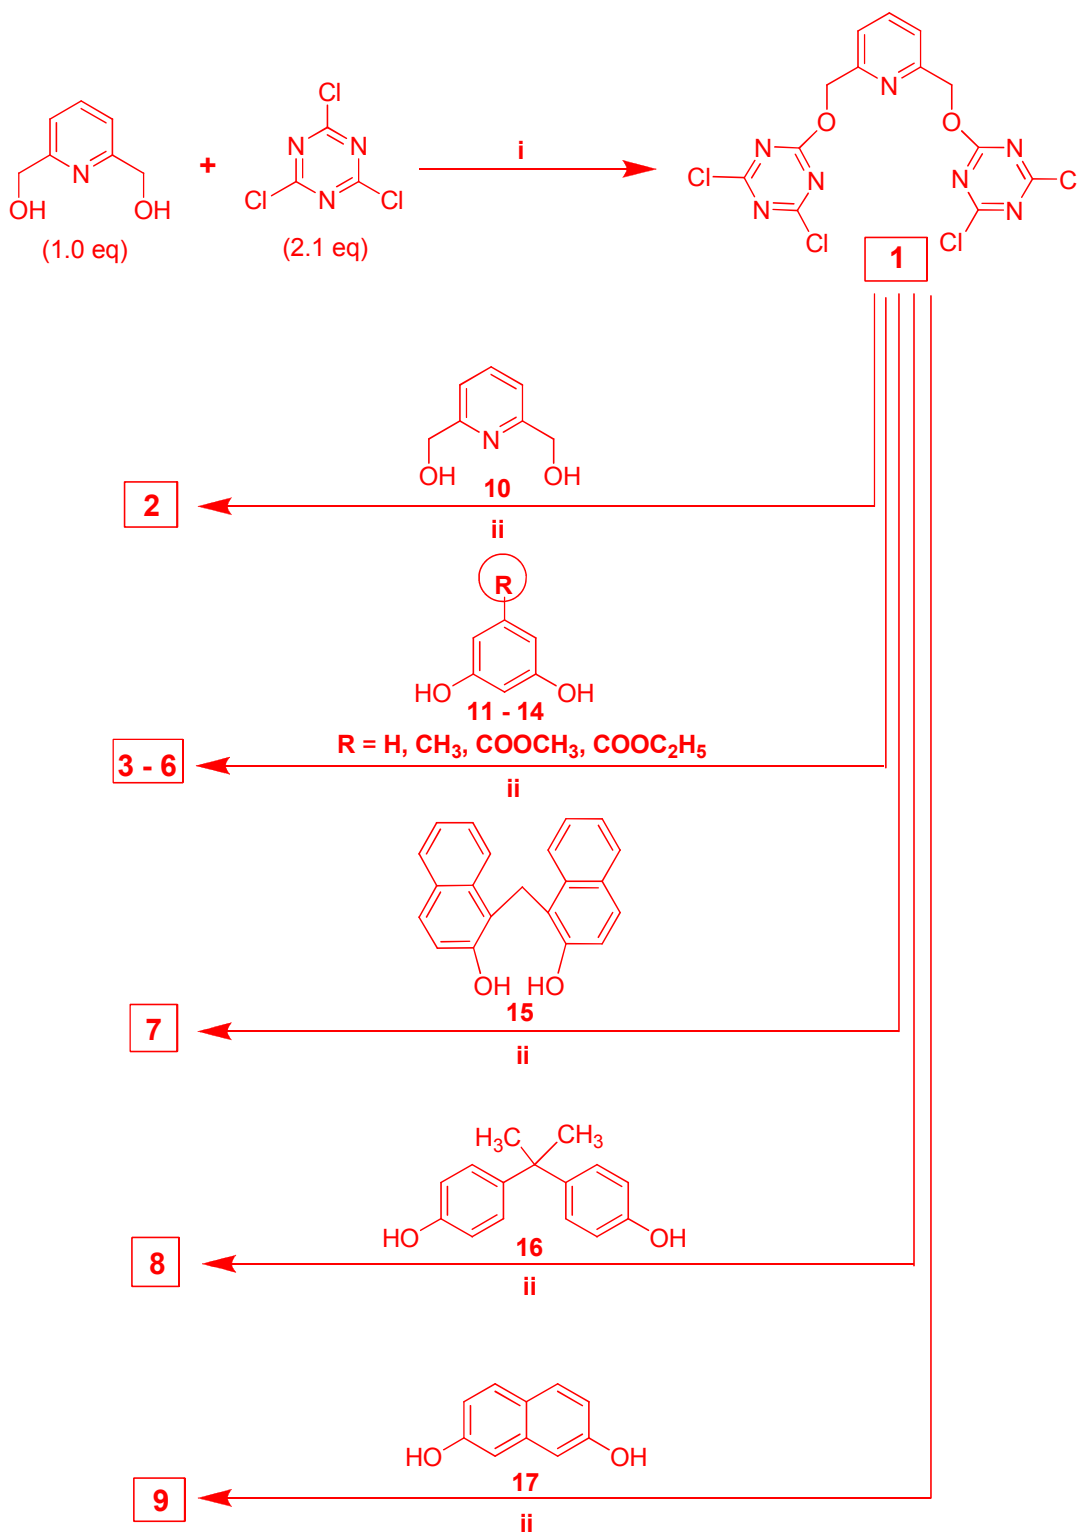 Cl
N N
Cl N Cl
N
OH OH
+
i
(1.0 eq)
(2.1 eq)
N
O O
N N
Cl N N Cl
N N
Cl Cl
1
N
OH OH
10
2
ii
R
HO OH
11 - 14
R = H, CH₃, COOCH₃, COOC₂H₅
3 - 6
ii
OH HO
15
7
ii
H₃C CH₃
HO OH
16
8
ii
HO OH
17
9
ii